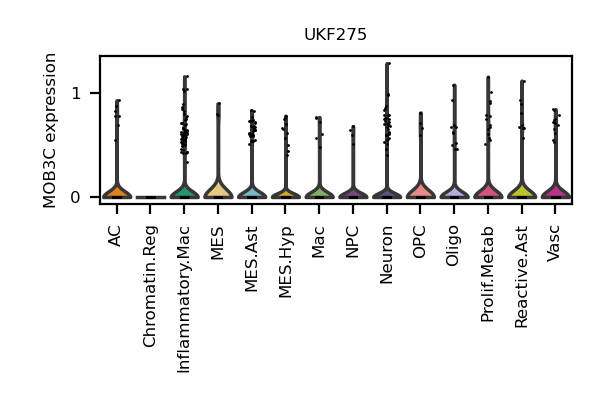 UKF275
MOB3C expression
1
0
AC
Chromatin.Reg
Inflammatory.Mac
MES
MES.Ast
MES.Hyp
Mac
NPC
Neuron
OPC
Oligo
Prolif.Metab
Reactive.Ast
Vasc